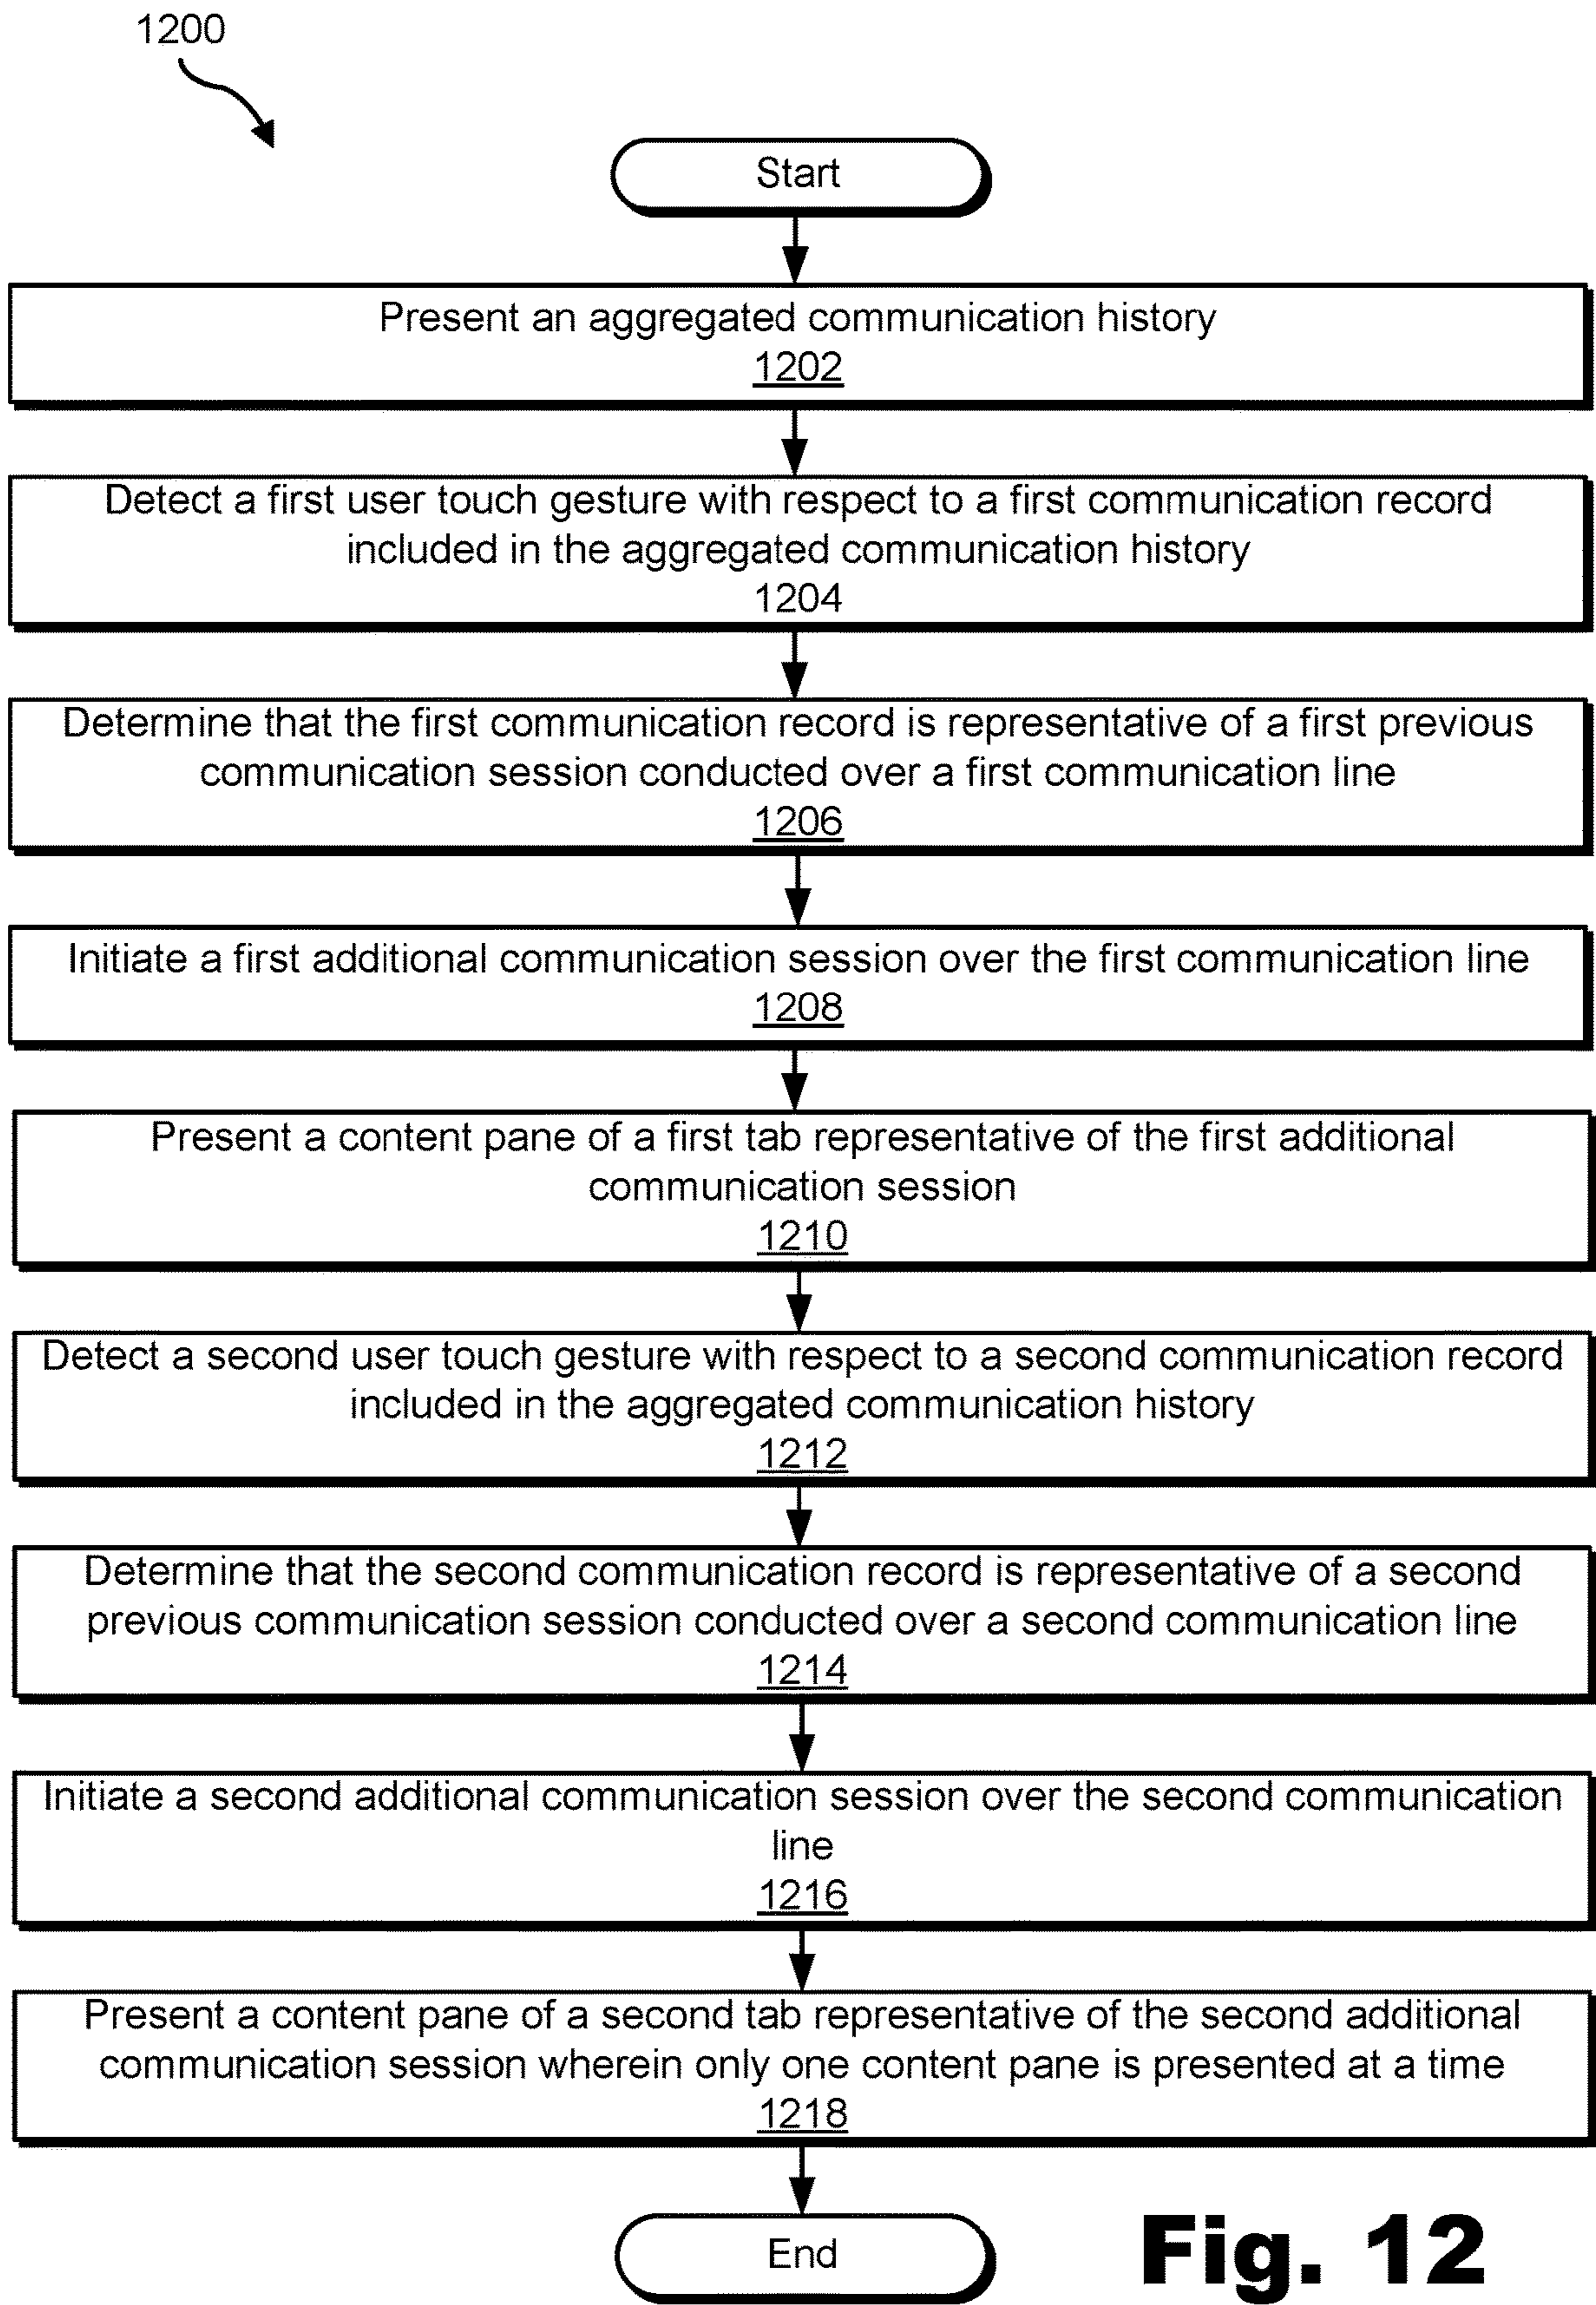 1200
Start
Present an aggregated communication history
1202
Detect a first user touch gesture with respect to a first communication record
included in the aggregated communication history
1204
Determine that the first communication record is representative of a first previous
communication session conducted over a first communication line
1206
Initiate a first additional communication session over the first communication line
1208
Present a content pane of a first tab representative of the first additional
communication session
1210
Detect a second user touch gesture with respect to a second communication record
included in the aggregated communication history
1212
Determine that the second communication record is representative of a second
previous communication session conducted over a second communication line
1214
Initiate a second additional communication session over the second communication
line
1216
Present a content pane of a second tab representative of the second additional
communication session wherein only one content pane is presented at a time
1218
End
Fig. 12